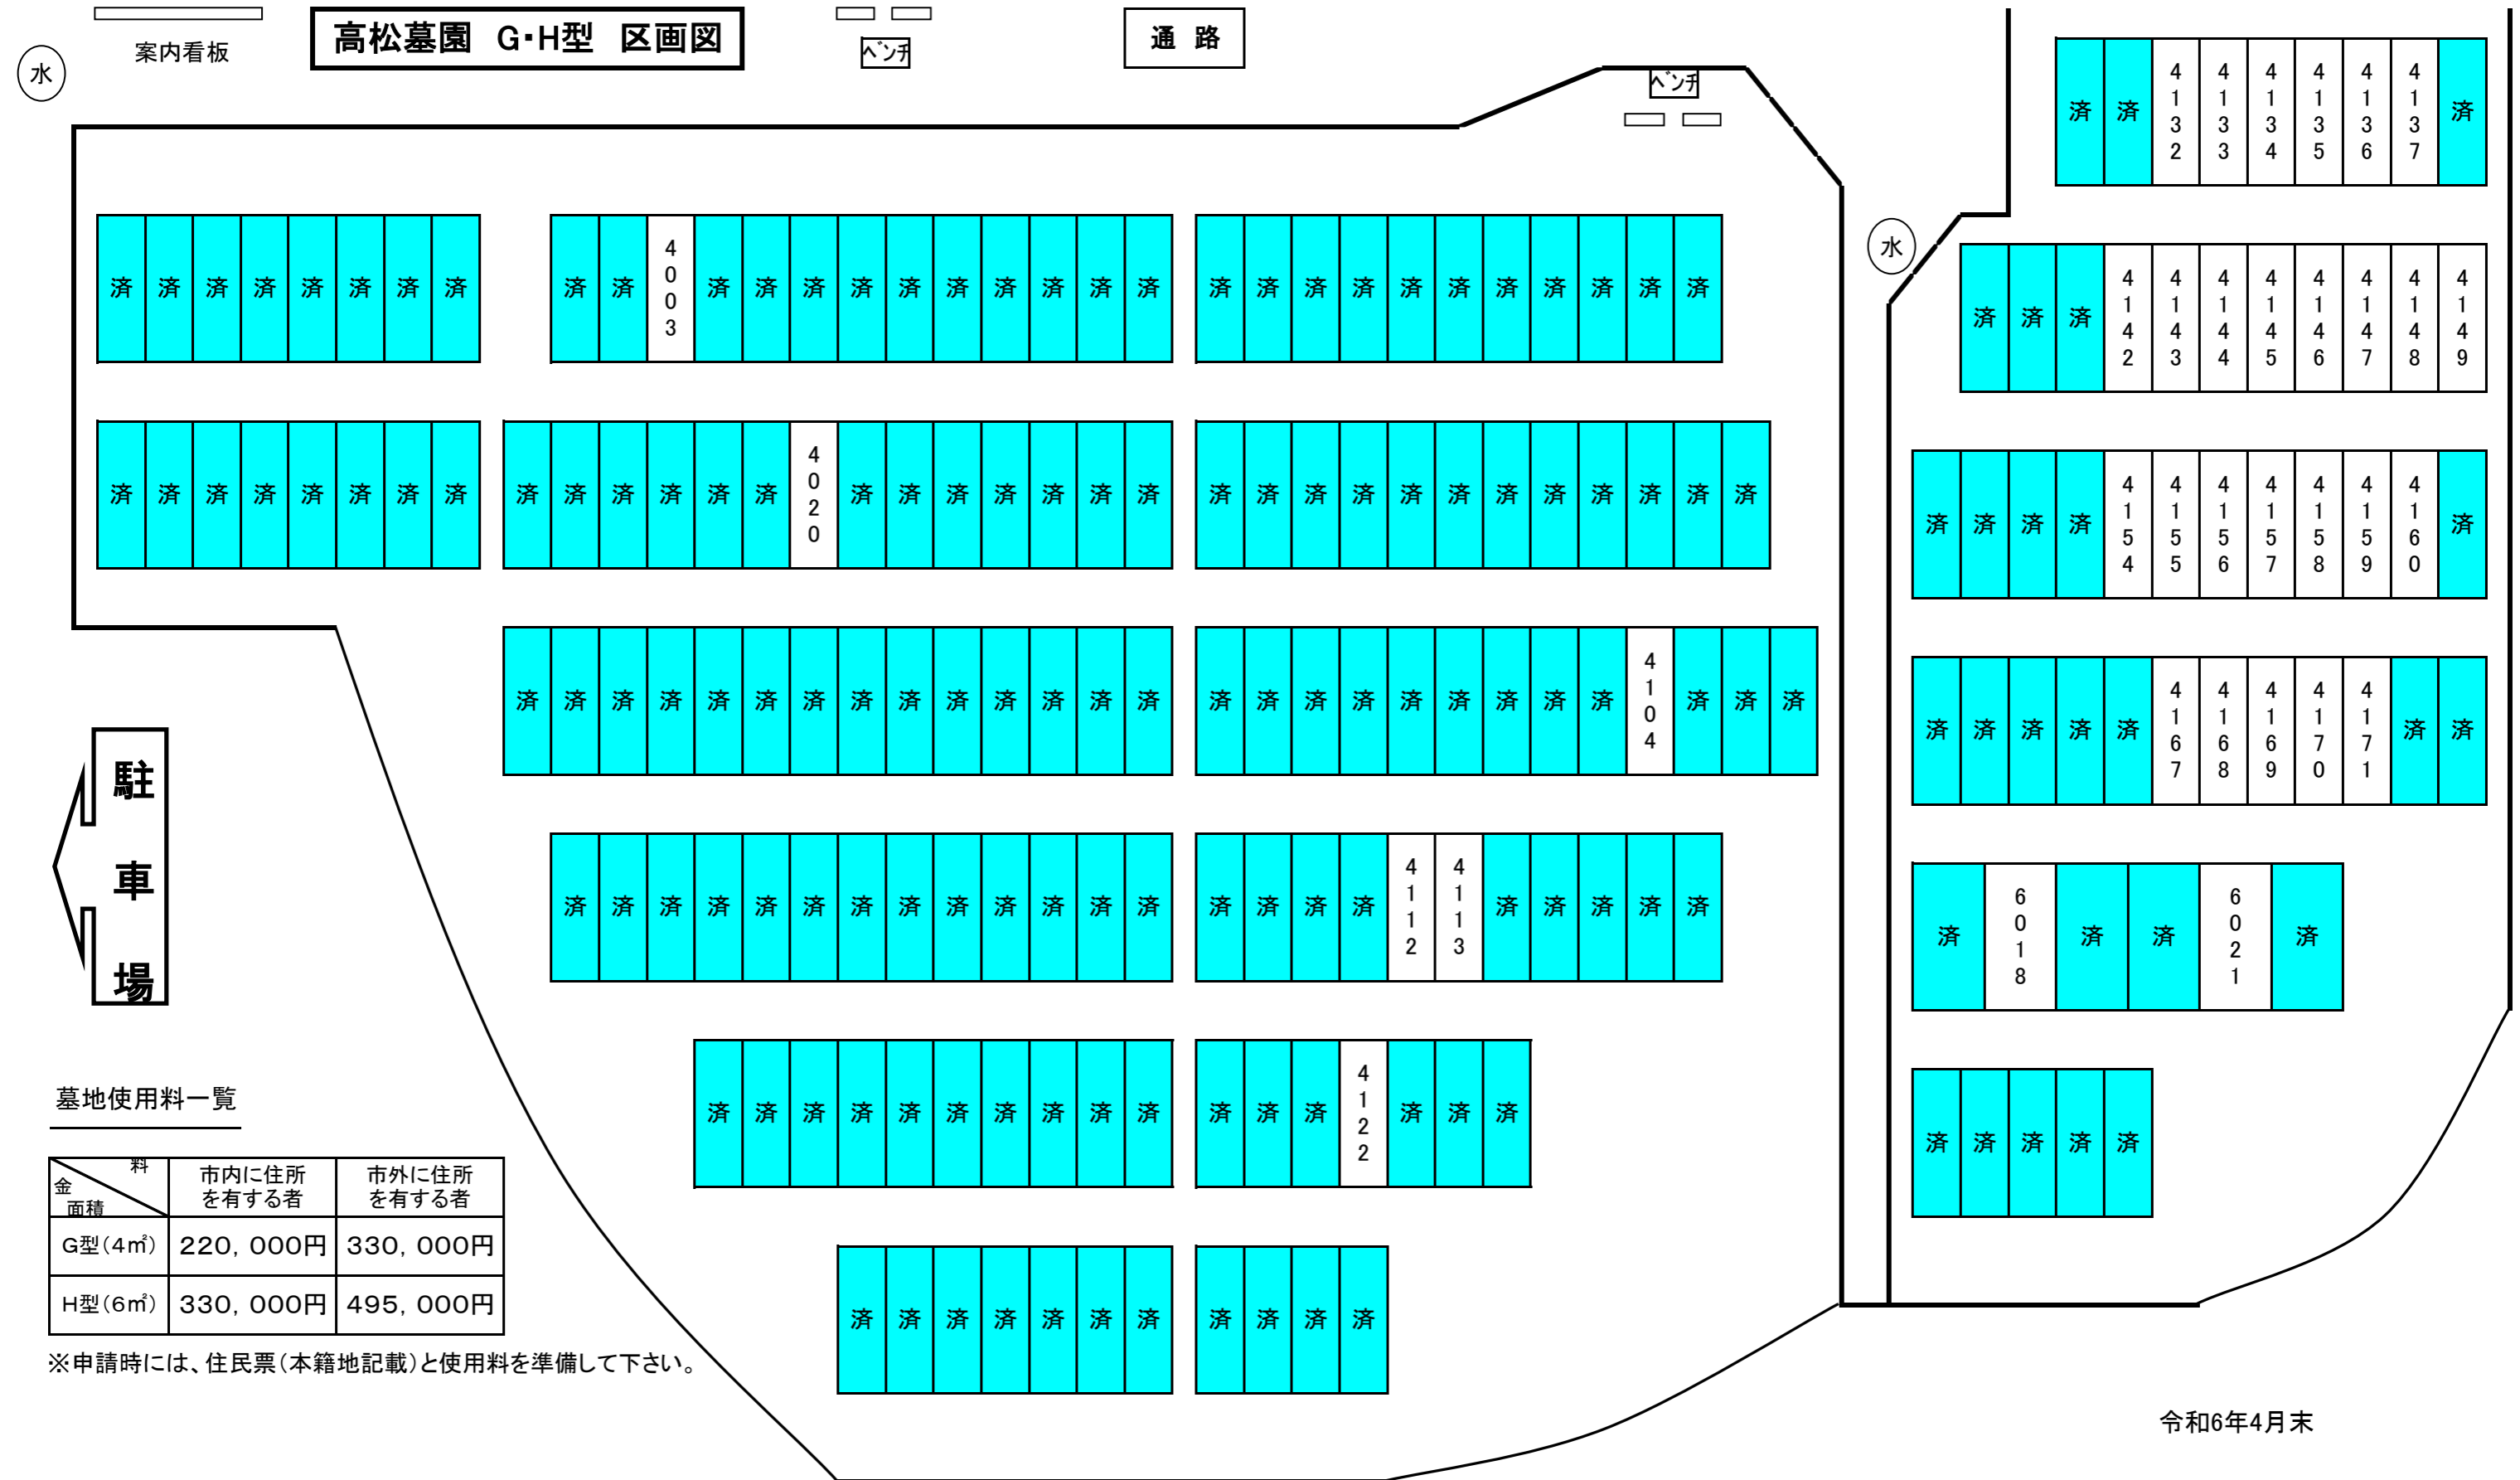 案内看板
高松墓園　G・H型　区画図
ベンチ
通 路
水
ベンチ
済 済 4132 4133 4134 4135 4136 4137 済
済 済 済 済 済 済 済 済 済 済 4003 済 済 済 済 済 済 済 済 済 済 済 済 済 済 済 済 済 済 済 済 済
水
済 済 済 4142 4143 4144 4145 4146 4147 4148 4149
済 済 済 済 済 済 済 済 済 済 済 済 済 済 4020 済 済 済 済 済 済 済 済 済 済 済 済 済 済 済 済 済 済 済
済 済 済 済 4154 4155 4156 4157 4158 4159 4160 済
済 済 済 済 済 済 済 済 済 済 済 済 済 済 済 済 済 済 済 済 済 済 済 4104 済 済 済
済 済 済 済 済 4167 4168 4169 4170 4171 済 済
駐車場
済 済 済 済 済 済 済 済 済 済 済 済 済 済 済 済 済 4112 4113 済 済 済 済 済
済 6018 済 済 6021 済
済 済 済 済 済 済 済 済 済 済 済 済 済 4122 済 済 済
済 済 済 済 済
済 済 済 済 済 済 済 済 済 済 済
墓地使用料一覧
料
金
面積
市内に住所
を有する者
市外に住所
を有する者
G型(4㎡) 220,000円 330,000円
H型(6㎡) 330,000円 495,000円
※申請時には、住民票(本籍地記載)と使用料を準備して下さい。
令和6年4月末